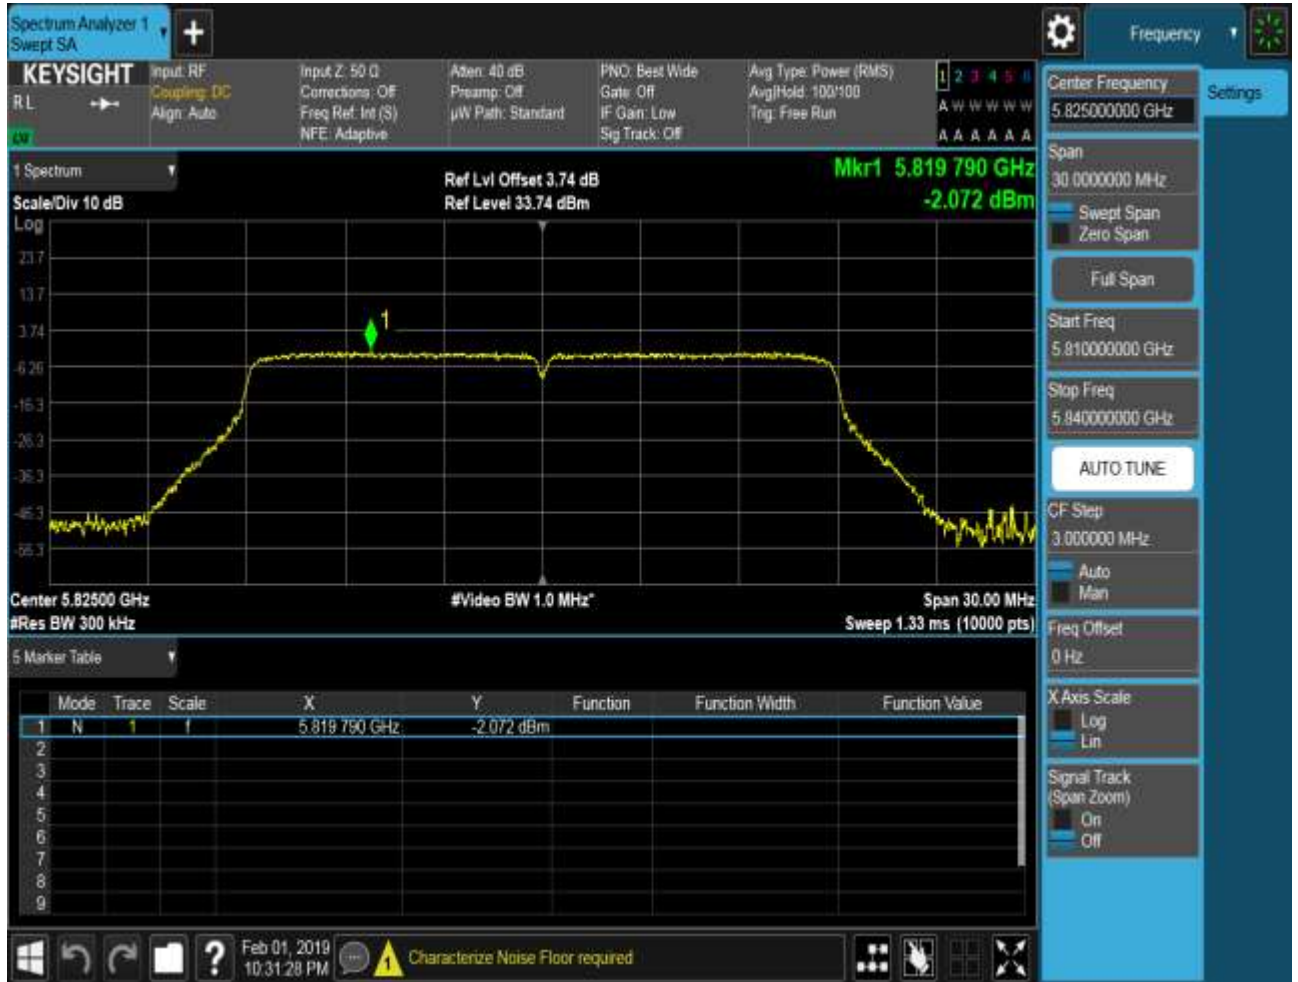 Spectrum Analyzer 1
Swept SA
Frequency
KEYSIGHT
R L
Input: RF
Coupling: DC
Align: Auto
Input Z: 50 Ω
Corrections: Off
Freq Ref: Int (S)
NFE: Adaptive
Atten: 40 dB
Preamp: Off
µW Path: Standard
PNO: Best Wide
Gate: Off
IF Gain: Low
Sig Track: Off
Avg Type: Power (RMS)
Avg|Hold: 100/100
Trig: Free Run
1 2 3 4 5 6
A W W W W W
A A A A A A
1 Spectrum
Scale/Div 10 dB
Ref Lvl Offset 3.74 dB
Ref Level 33.74 dBm
Mkr1 5.819 790 GHz
-2.072 dBm
Log
23.7
13.7
3.74
-6.26
-16.3
-26.3
-36.3
-46.3
-56.3
1
Center 5.82500 GHz
#Video BW 1.0 MHz*
Span 30.00 MHz
#Res BW 300 kHz
Sweep 1.33 ms (10000 pts)
5 Marker Table
Mode Trace Scale X Y Function Function Width Function Value
1 N 1 f 5.819 790 GHz -2.072 dBm
2
3
4
5
6
7
8
9
Feb 01, 2019
10:31:28 PM
1
Characterize Noise Floor required
Center Frequency
5.825000000 GHz
Settings
Span
30.0000000 MHz
Swept Span
Zero Span
Full Span
Start Freq
5.810000000 GHz
Stop Freq
5.840000000 GHz
AUTO TUNE
CF Step
3.000000 MHz
Auto
Man
Freq Offset
0 Hz
X Axis Scale
Log
Lin
Signal Track
(Span Zoom)
On
Off